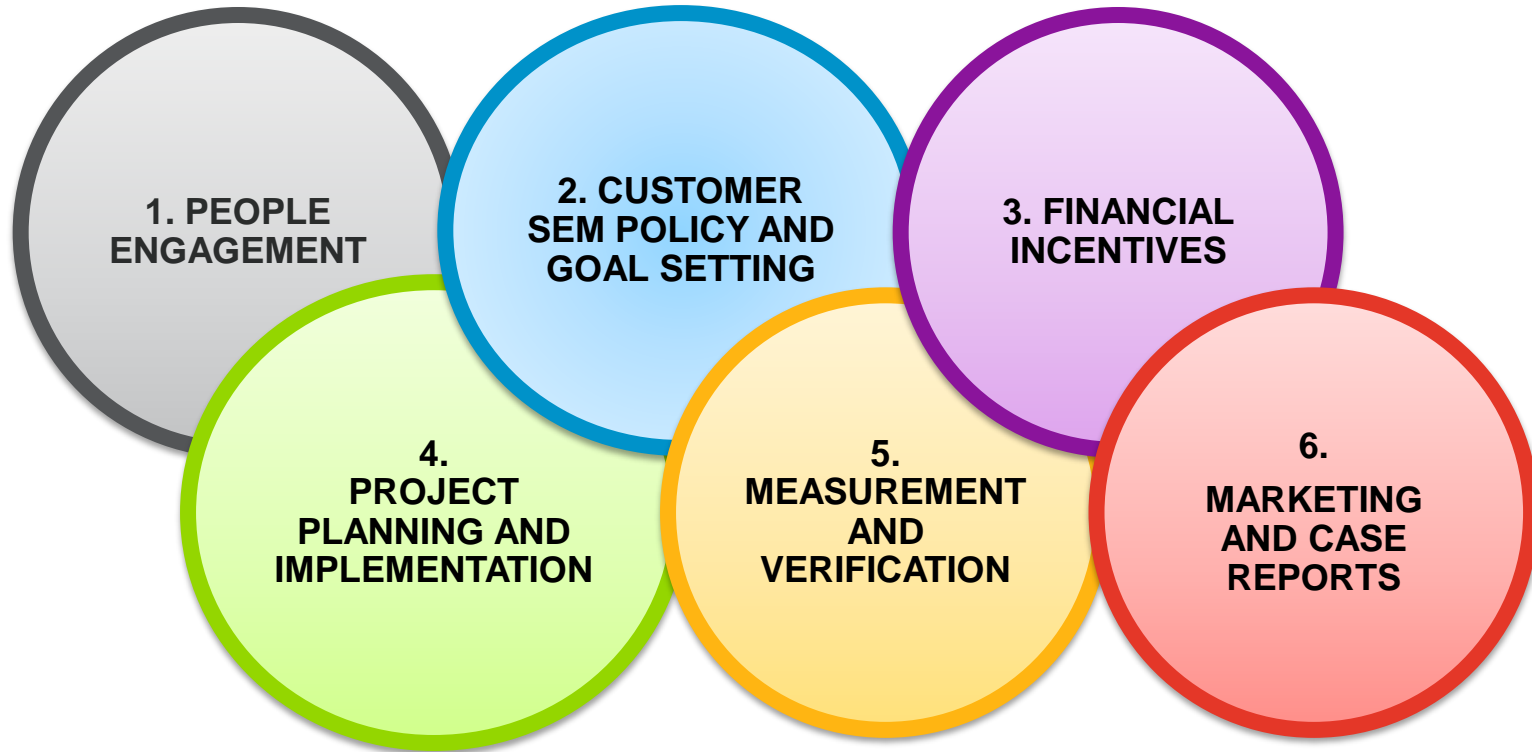 1. PEOPLE
ENGAGEMENT
2. CUSTOMER
SEM POLICY AND
GOAL SETTING
3. FINANCIAL
INCENTIVES
4.
PROJECT
PLANNING AND
IMPLEMENTATION
5.
MEASUREMENT
AND
VERIFICATION
6.
MARKETING
AND CASE
REPORTS